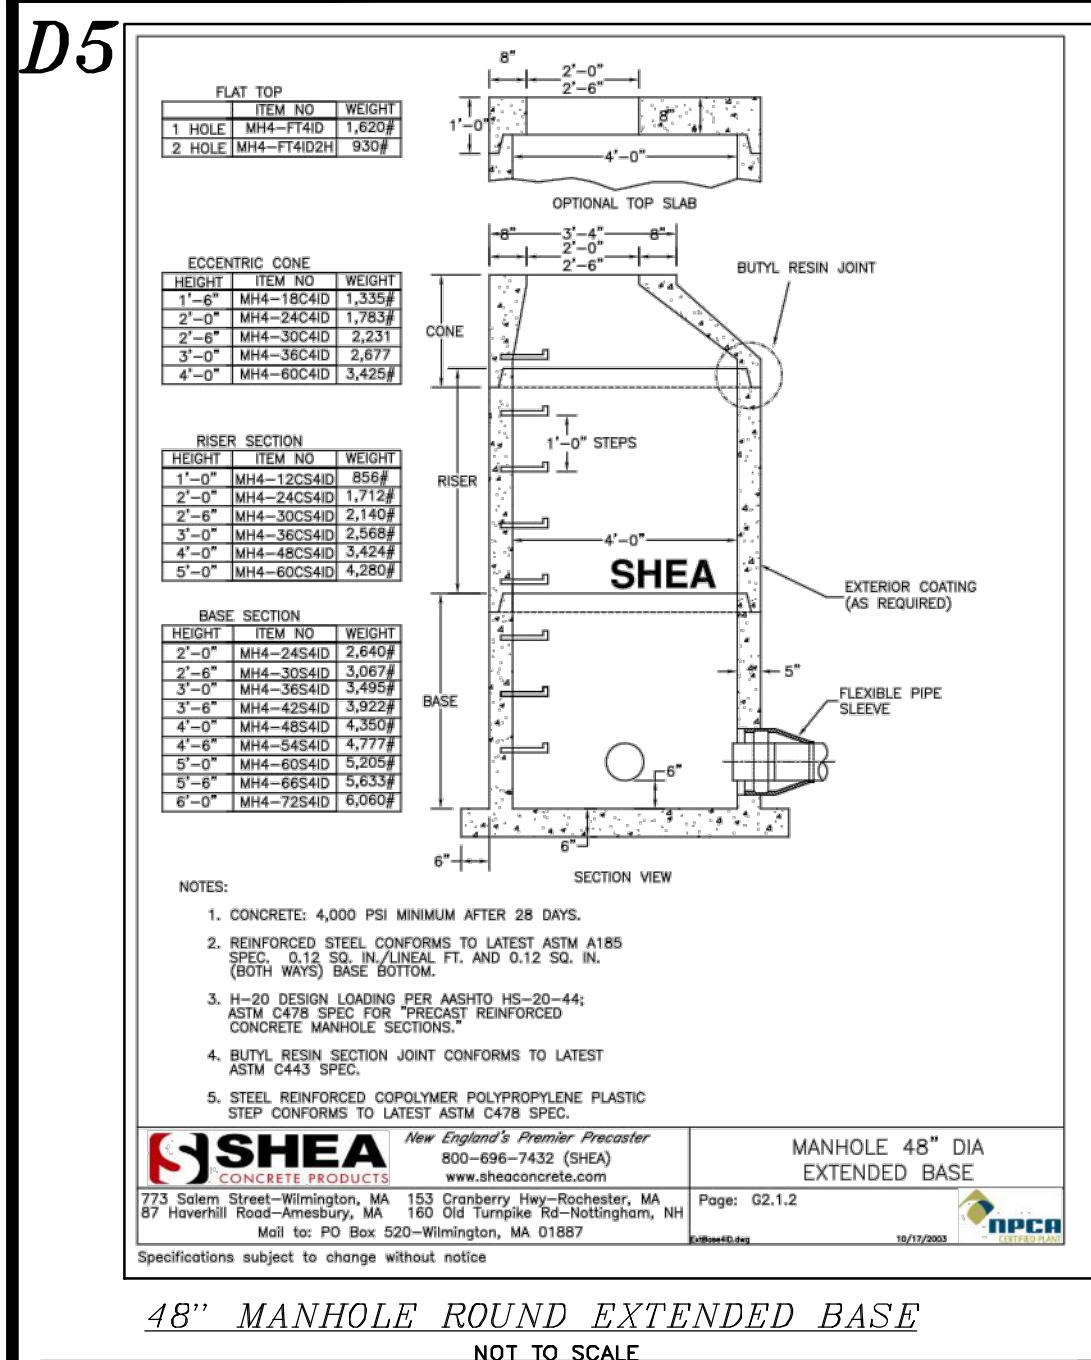 D5
FLAT TOP
ITEM NO WEIGHT
1 HOLE MH4-FT4ID 1,620#
2 HOLE MH4-FT4ID2H 930#
8"
2'-0"
2'-6"
1'-0"
8"
4'-0"
OPTIONAL TOP SLAB
ECCENTRIC CONE
HEIGHT ITEM NO WEIGHT
1'-6" MH4-18C4ID 1,335#
2'-0" MH4-24C4ID 1,783#
2'-6" MH4-30C4ID 2,231
3'-0" MH4-36C4ID 2,677
4'-0" MH4-60C4ID 3,425#
8" 3'-4" 8"
2'-0"
2'-6"
BUTYL RESIN JOINT
CONE
RISER SECTION
HEIGHT ITEM NO WEIGHT
1'-0" MH4-12CS4ID 856#
2'-0" MH4-24CS4ID 1,712#
2'-6" MH4-30CS4ID 2,140#
3'-0" MH4-36CS4ID 2,568#
4'-0" MH4-48CS4ID 3,424#
5'-0" MH4-60CS4ID 4,280#
1'-0" STEPS
RISER
4'-0"
SHEA
EXTERIOR COATING
(AS REQUIRED)
BASE SECTION
HEIGHT ITEM NO WEIGHT
2'-0" MH4-24S4ID 2,640#
2'-6" MH4-30S4ID 3,067#
3'-0" MH4-36S4ID 3,495#
3'-6" MH4-42S4ID 3,922#
4'-0" MH4-48S4ID 4,350#
4'-6" MH4-54S4ID 4,777#
5'-0" MH4-60S4ID 5,205#
5'-6" MH4-66S4ID 5,633#
6'-0" MH4-72S4ID 6,060#
5"
BASE
FLEXIBLE PIPE
SLEEVE
6"
6"
6"
SECTION VIEW
NOTES:
1. CONCRETE: 4,000 PSI MINIMUM AFTER 28 DAYS.
2. REINFORCED STEEL CONFORMS TO LATEST ASTM A185
SPEC. 0.12 SQ. IN./LINEAL FT. AND 0.12 SQ. IN.
(BOTH WAYS) BASE BOTTOM.
3. H-20 DESIGN LOADING PER AASHTO HS-20-44;
ASTM C478 SPEC FOR "PRECAST REINFORCED
CONCRETE MANHOLE SECTIONS."
4. BUTYL RESIN SECTION JOINT CONFORMS TO LATEST
ASTM C443 SPEC.
5. STEEL REINFORCED COPOLYMER POLYPROPYLENE PLASTIC
STEP CONFORMS TO LATEST ASTM C478 SPEC.
SHEA
CONCRETE PRODUCTS
New England's Premier Precaster
800-696-7432 (SHEA)
www.sheaconcrete.com
MANHOLE 48" DIA
EXTENDED BASE
773 Salem Street-Wilmington, MA 153 Cranberry Hwy-Rochester, MA
87 Haverhill Road-Amesbury, MA 160 Old Turnpike Rd-Nottingham, NH
Mail to: PO Box 520-Wilmington, MA 01887
Page: G2.1.2
ExtBase4ID.dwg
10/17/2003
NPCA
CERTIFIED PLANT
Specifications subject to change without notice
48" MANHOLE ROUND EXTENDED BASE
NOT TO SCALE